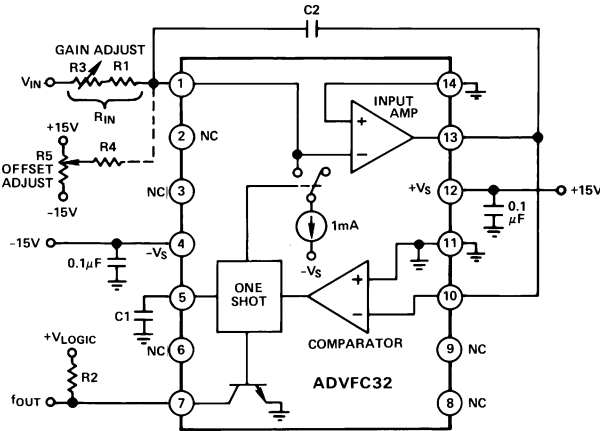 C2
GAIN ADJUST
R3 R1
VIN
RIN
+15V
R5
OFFSET
ADJUST
R4
-15V
1
2 NC
3 NC
-15V
-VS
4
0.1μF
5
C1
NC 6
+VLOGIC
R2
fOUT
7
14
INPUT
AMP
+
−
13
+VS
12
+15V
0.1
μF
1mA
-VS
11
ONE
SHOT
+
−
10
COMPARATOR
9 NC
ADVFC32
8 NC